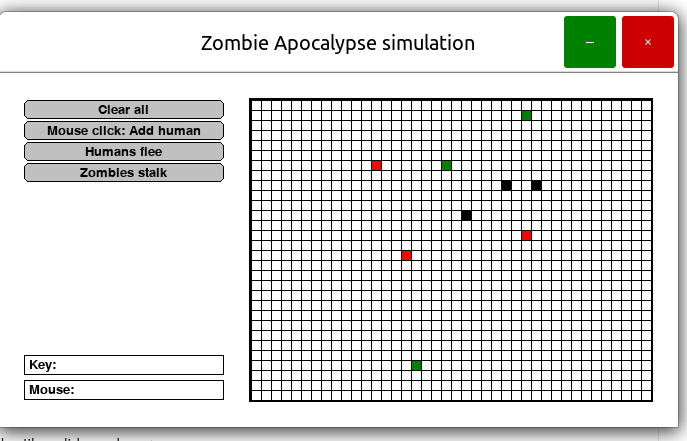 Zombie Apocalypse simulation
Clear all
Mouse click: Add human
Humans flee
Zombies stalk
Key:
Mouse: